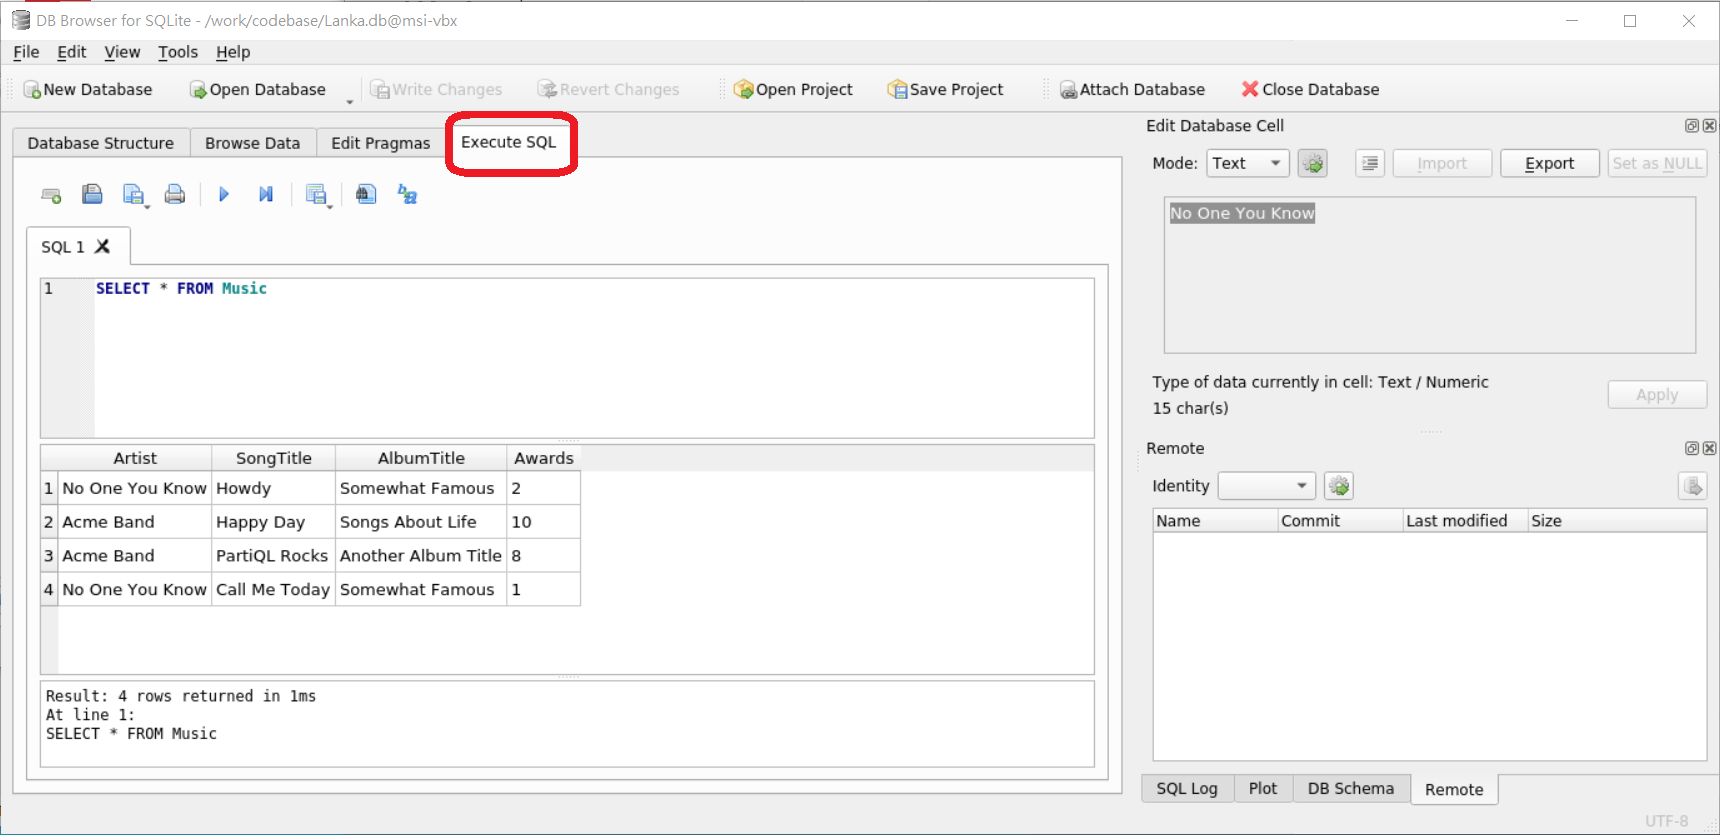 DB Browser for SQLite - /work/codebase/Lanka.db@msi-vbx
File Edit View Tools Help
New Database Open Database Write Changes Revert Changes Open Project Save Project Attach Database Close Database
Database Structure Browse Data Edit Pragmas Execute SQL
SQL 1
1 SELECT * FROM Music
Artist SongTitle AlbumTitle Awards
1 No One You Know Howdy Somewhat Famous 2
2 Acme Band Happy Day Songs About Life 10
3 Acme Band PartiQL Rocks Another Album Title 8
4 No One You Know Call Me Today Somewhat Famous 1
Result: 4 rows returned in 1ms
At line 1:
SELECT * FROM Music
Edit Database Cell
Mode: Text Import Export Set as NULL
No One You Know
Type of data currently in cell: Text / Numeric
15 char(s)
Apply
Remote
Identity
Name Commit Last modified Size
SQL Log Plot DB Schema Remote
UTF-8